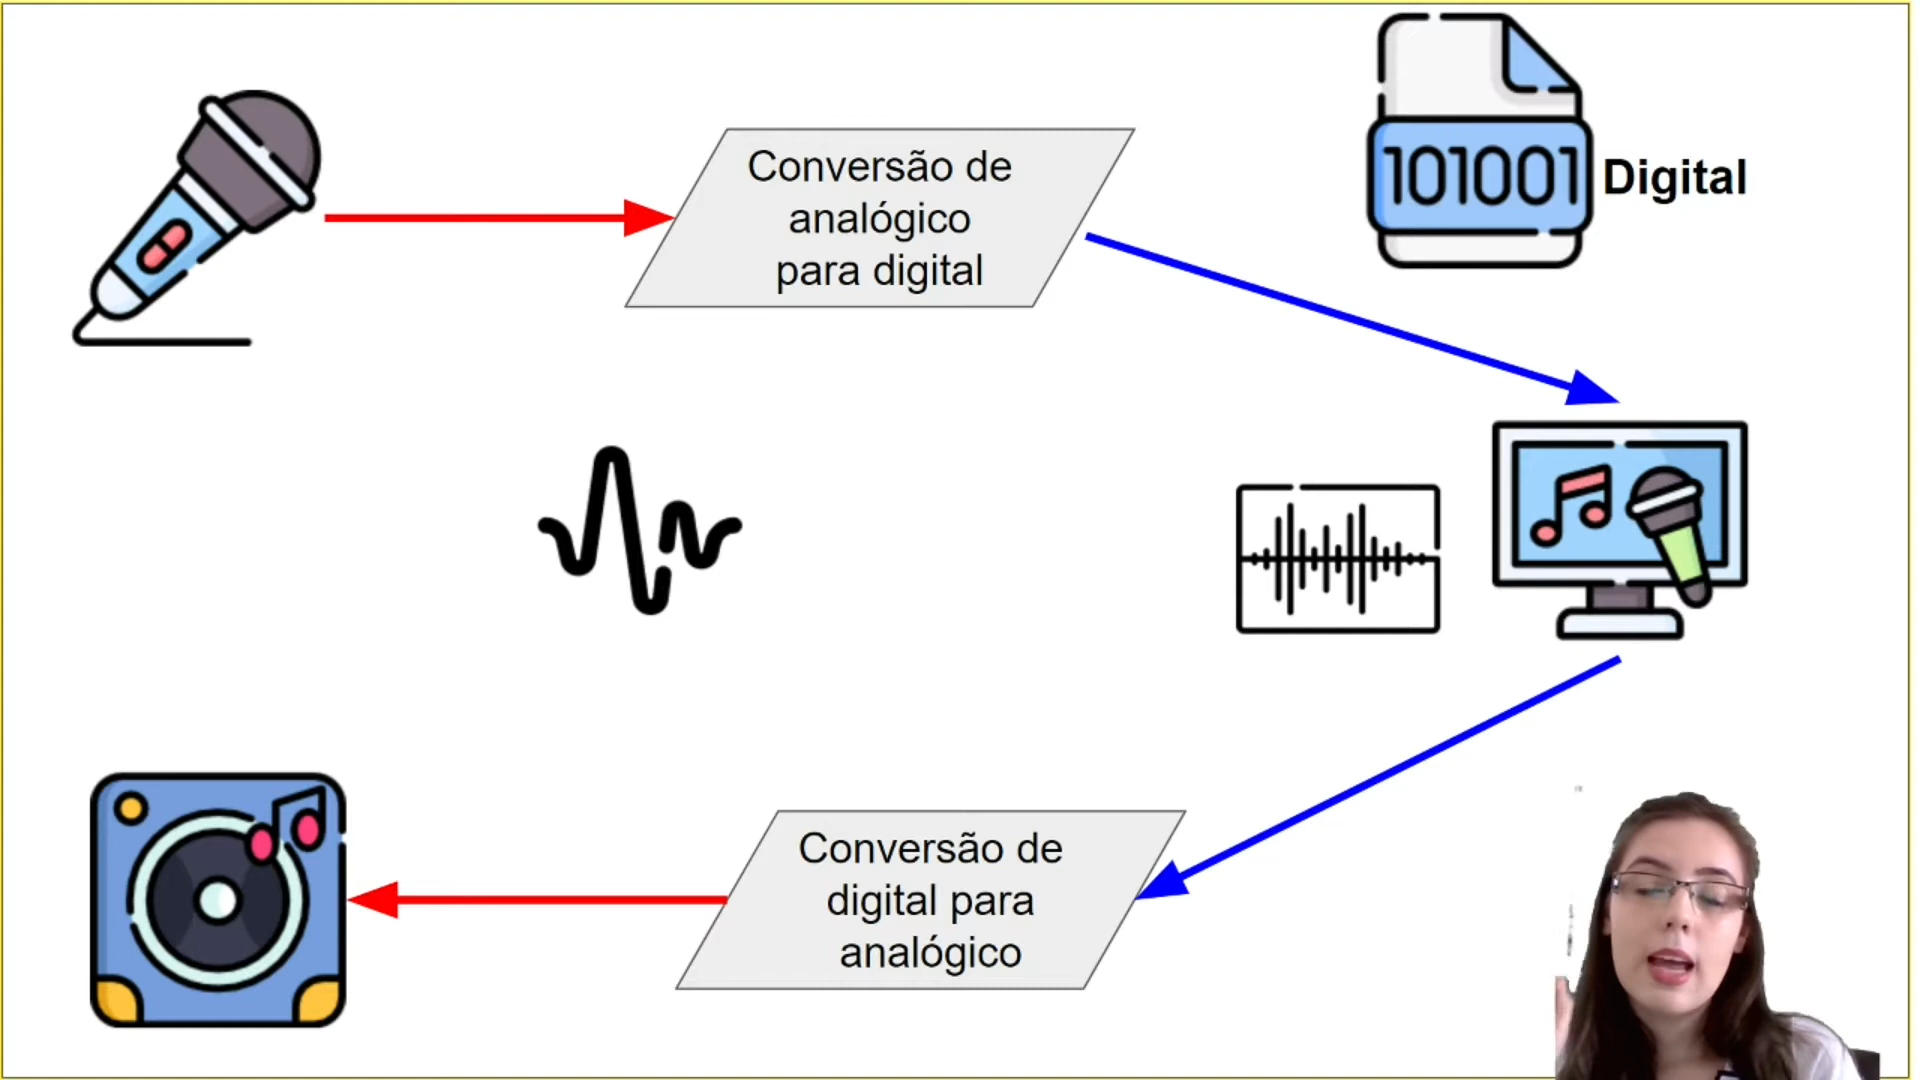 Conversão de
analógico
para digital
101001
Digital
Conversão de
digital para
analógico